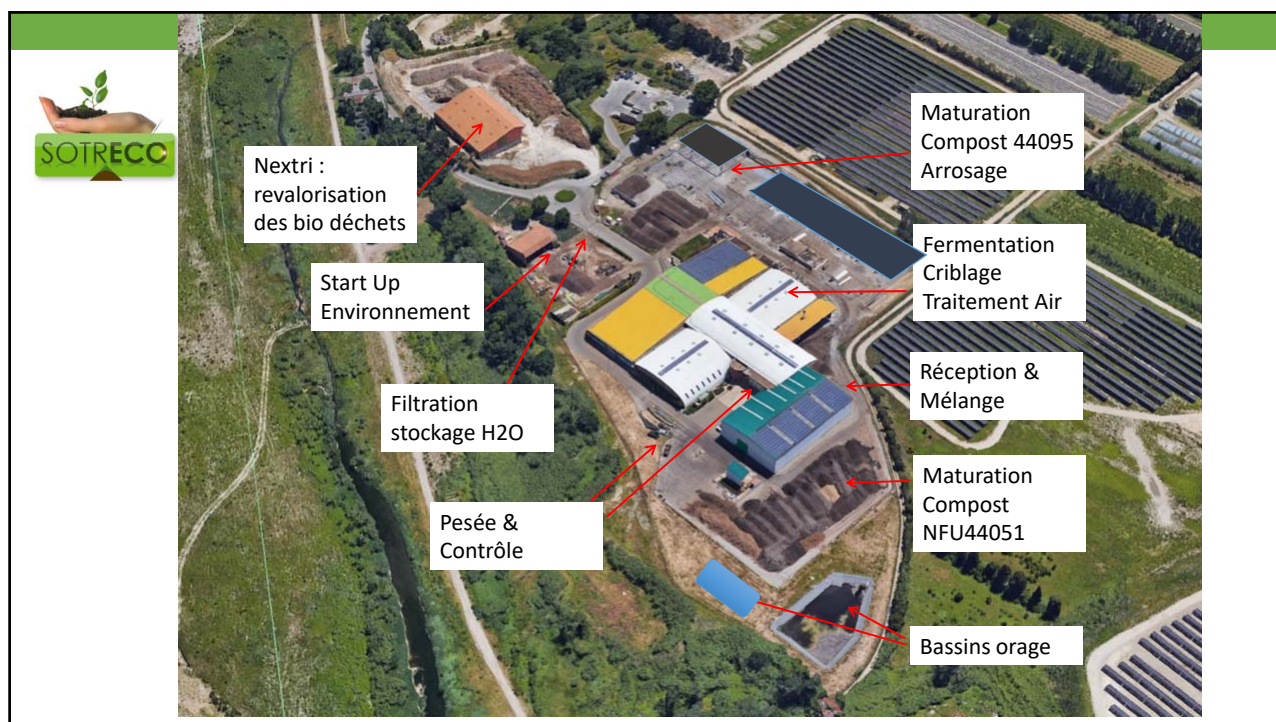 SOTRECO
Nextri :
revalorisation
des bio déchets
Start Up
Environnement
Filtration
stockage H2O
Pesée &
Contrôle
Maturation
Compost 44095
Arrosage
Fermentation
Criblage
Traitement Air
Réception &
Mélange
Maturation
Compost
NFU44051
Bassins orage